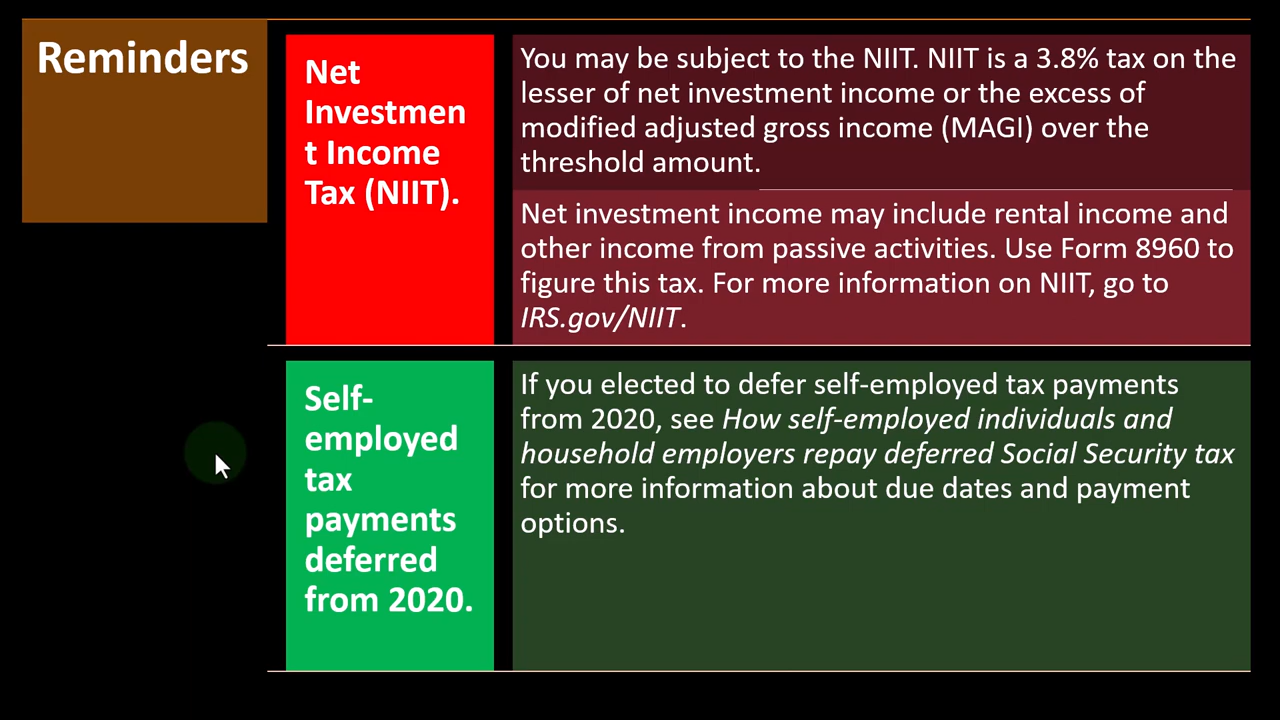 Reminders
Net
Investmen
t Income
Tax (NIIT).
You may be subject to the NIIT. NIIT is a 3.8% tax on the
lesser of net investment income or the excess of
modified adjusted gross income (MAGI) over the
threshold amount.
Net investment income may include rental income and
other income from passive activities. Use Form 8960 to
figure this tax. For more information on NIIT, go to
IRS.gov/NIIT.
Self-
employed
tax
payments
deferred
from 2020.
If you elected to defer self-employed tax payments
from 2020, see How self-employed individuals and
household employers repay deferred Social Security tax
for more information about due dates and payment
options.